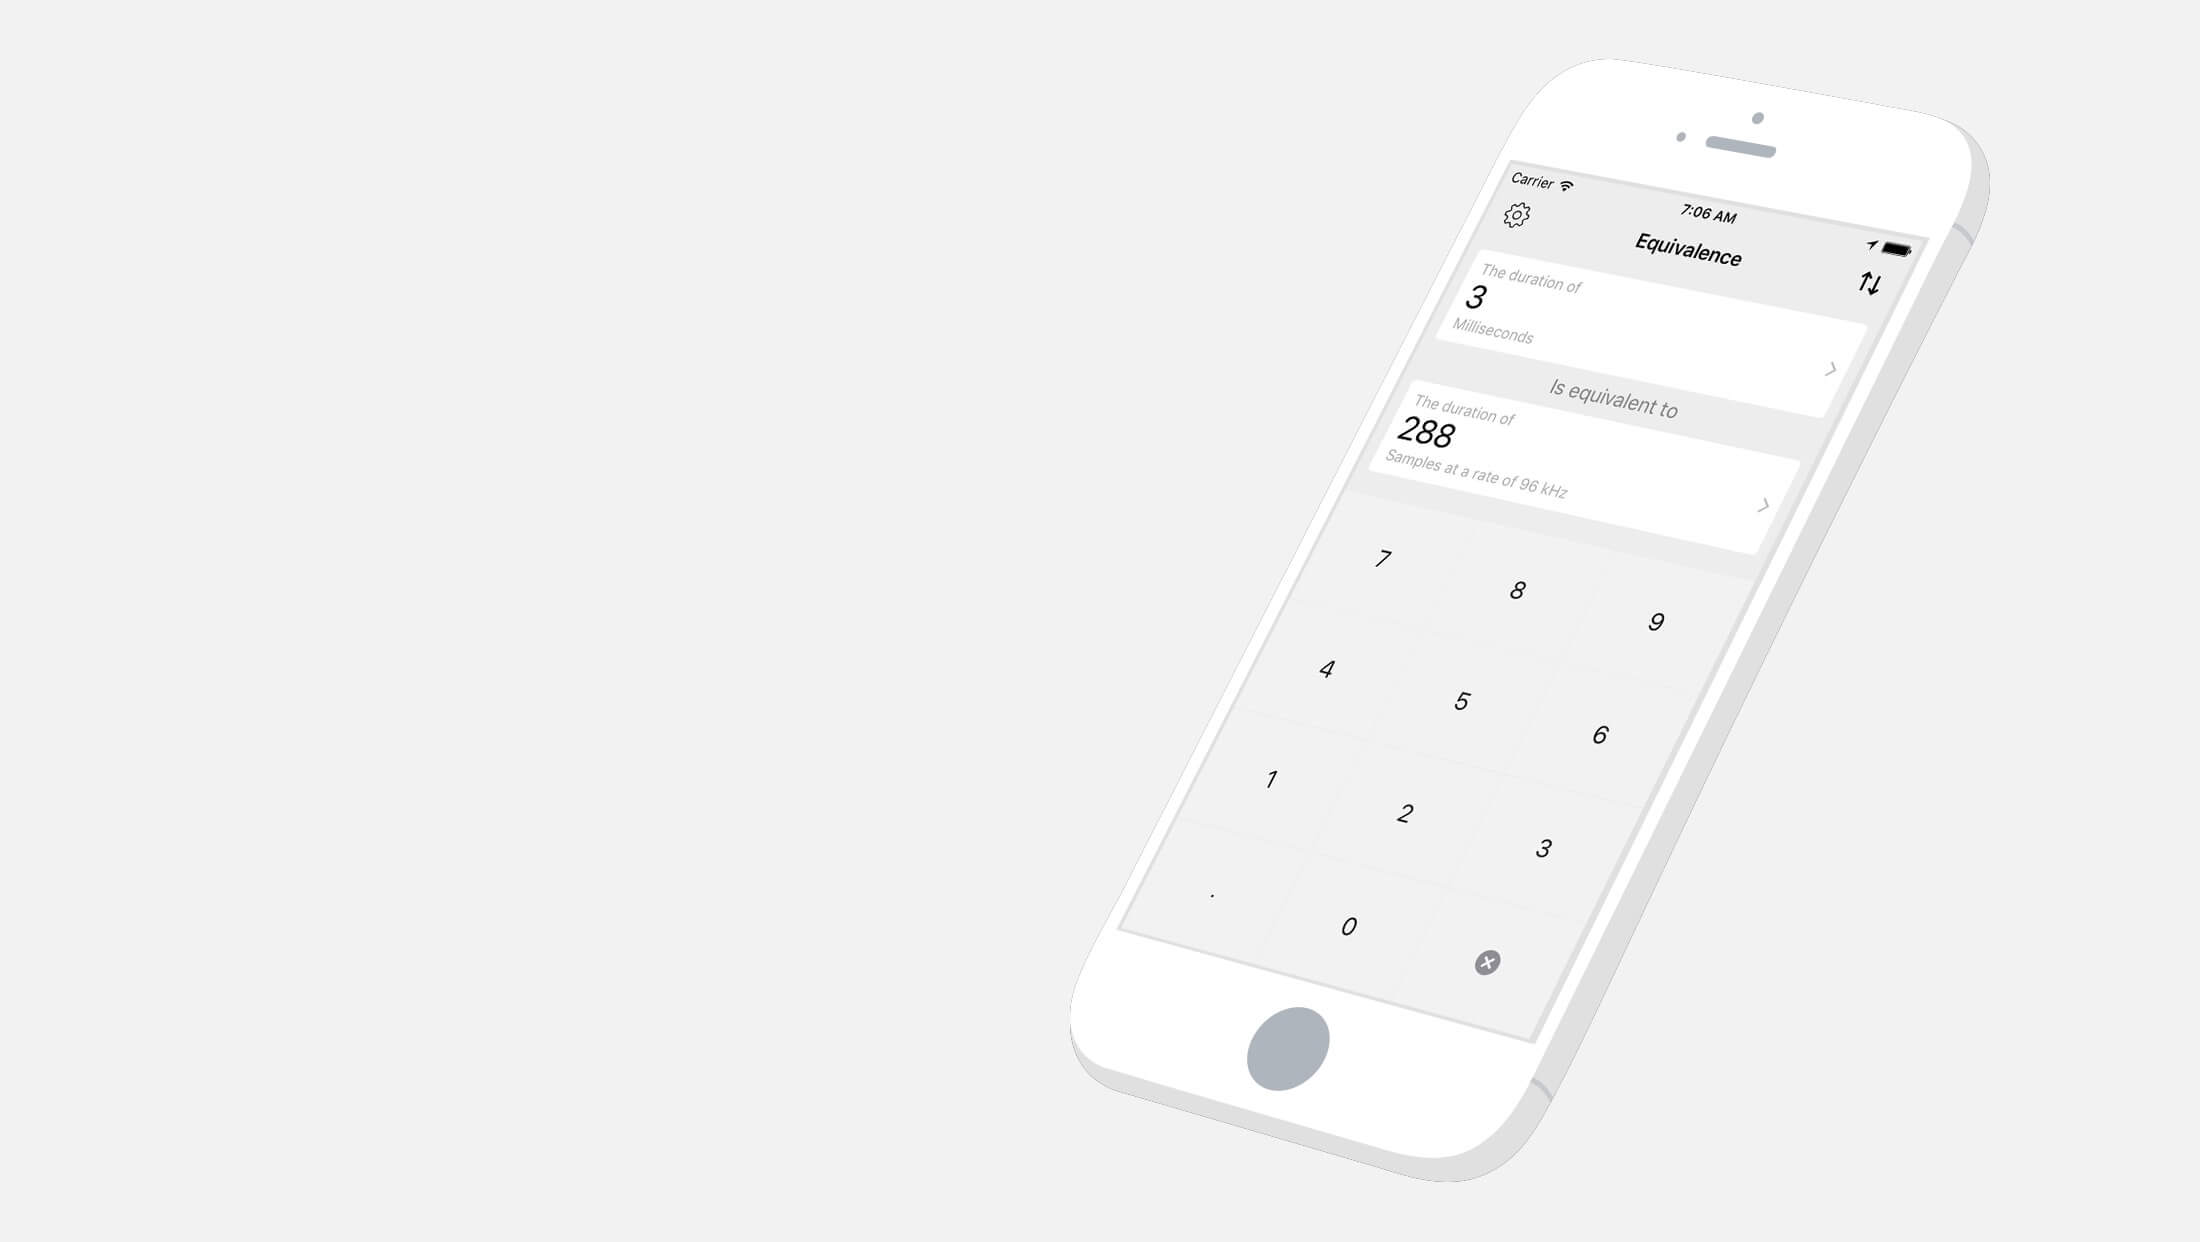 Carrier
7:06 AM
Equivalence
The duration of
3
Milliseconds
Is equivalent to
The duration of
288
Samples at a rate of 96 kHz
7 8 9
4 5 6
1 2 3
. 0